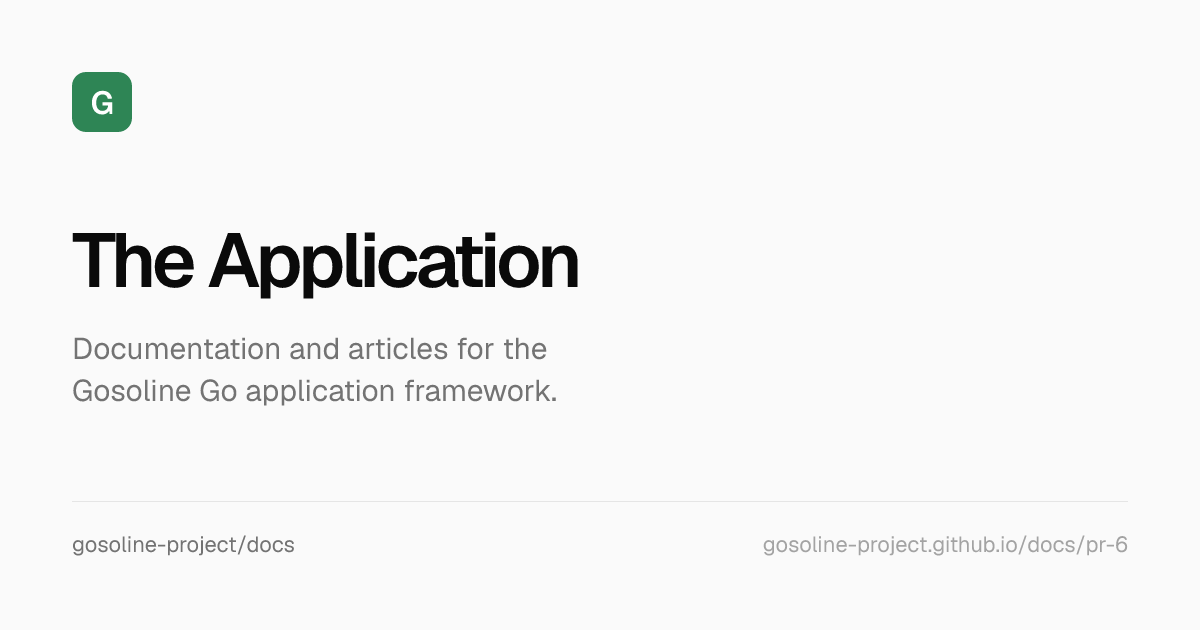 G
The Application
Documentation and articles for the
Gosoline Go application framework.
gosoline-project/docs
gosoline-project.github.io/docs/pr-6